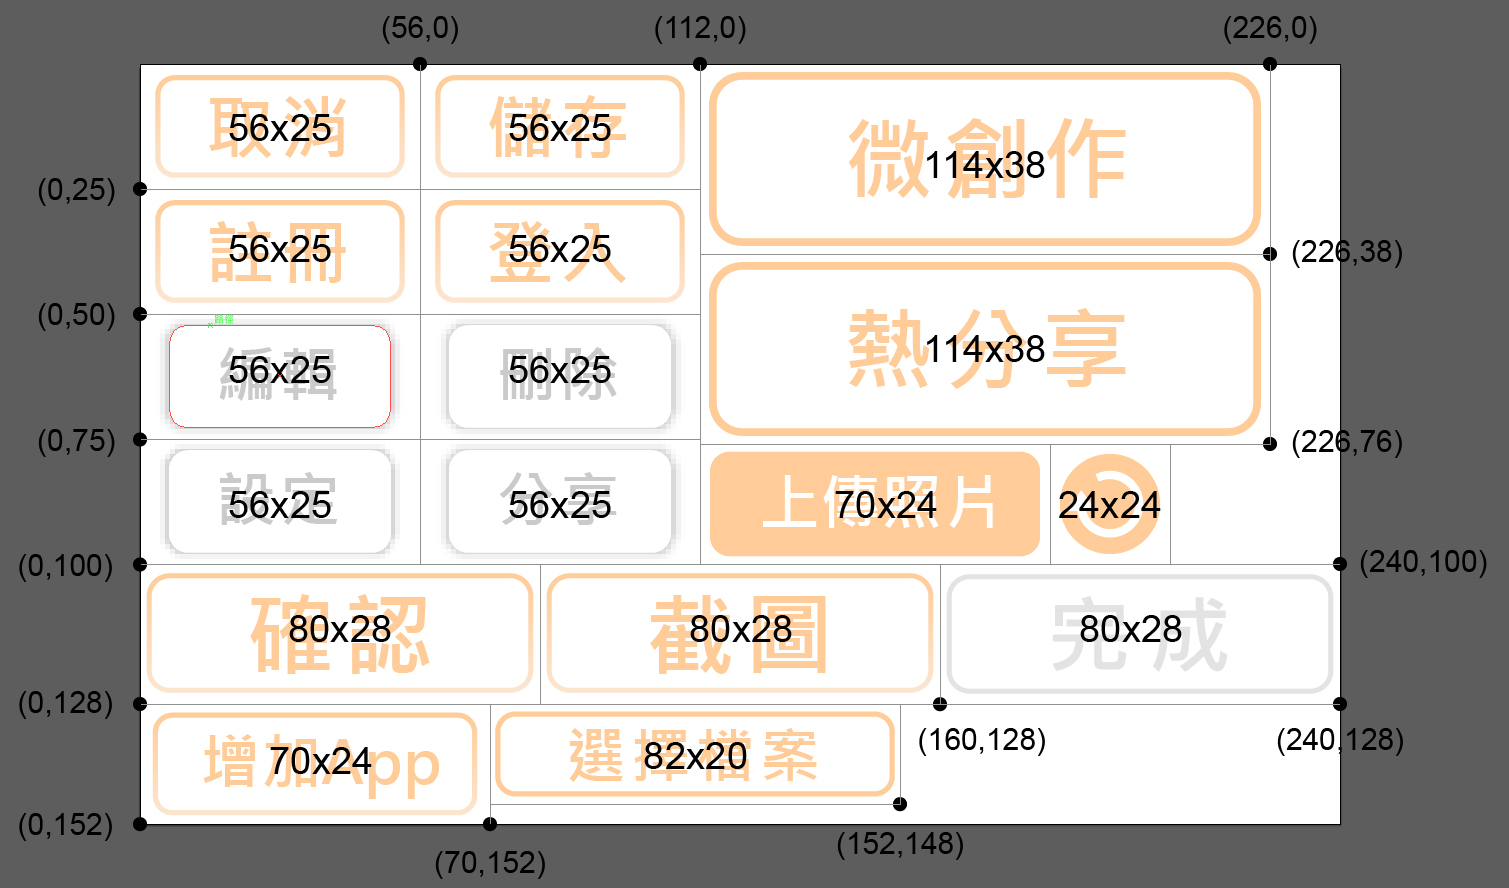 (56,0)
(112,0)
(226,0)
取消
56x25
儲存
56x25
微創作
114x38
(0,25)
註冊
56x25
登入
56x25
(226,38)
(0,50)
路徑
編輯
56x25
刪除
56x25
熱分享
114x38
(0,75)
(226,76)
設定
56x25
分享
56x25
上傳照片
70x24
24x24
(0,100)
(240,100)
確認
80x28
截圖
80x28
完成
80x28
(0,128)
(160,128)
(240,128)
增加App
70x24
選擇檔案
82x20
(0,152)
(70,152)
(152,148)